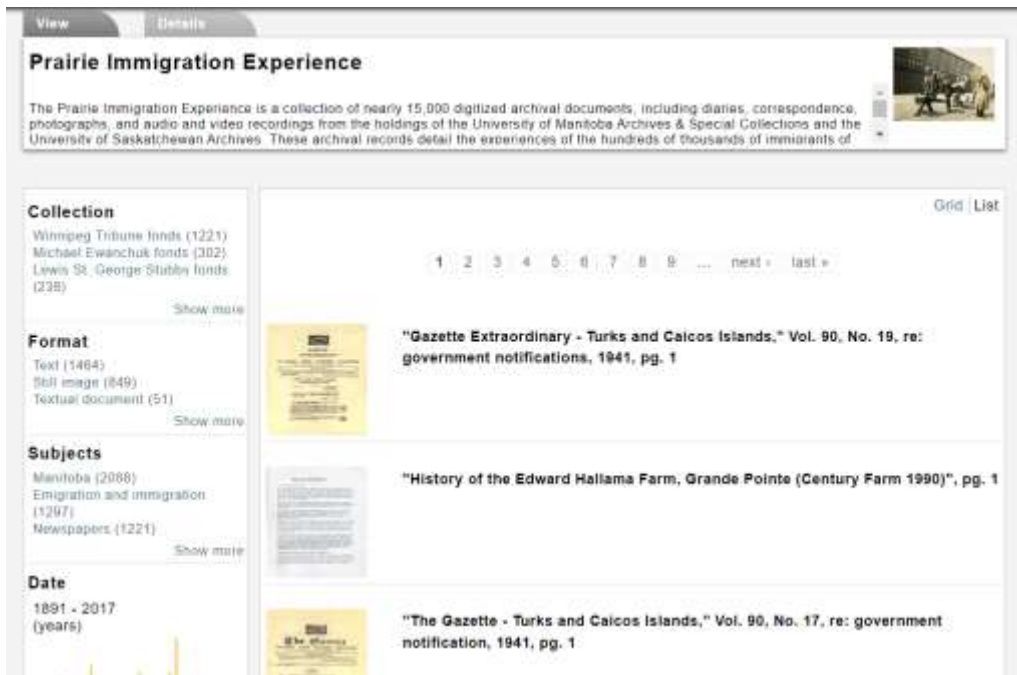 View
Details
Prairie Immigration Experience
The Prairie Immigration Experience is a collection of nearly 15,000 digitized archival documents, including diaries, correspondence,
photographs, and audio and video recordings from the holdings of the University of Manitoba Archives & Special Collections and the
University of Saskatchewan Archives. These archival records detail the experiences of the hundreds of thousands of immigrants of
Collection
Winnipeg Tribune fonds (1221)
Michael Ewanchuk fonds (302)
Lewis St. George Stubbs fonds
(236)
Show more
Format
Text (1464)
Still image (849)
Textual document (51)
Show more
Subjects
Manitoba (2088)
Emigration and immigration
(1297)
Newspapers (1221)
Show more
Date
1891 - 2017
(years)
Grid | List
1 2 3 4 5 6 7 8 9 ... next › last »
"Gazette Extraordinary - Turks and Caicos Islands," Vol. 90, No. 19, re:
government notifications, 1941, pg. 1
"History of the Edward Hallama Farm, Grande Pointe (Century Farm 1990)", pg. 1
"The Gazette - Turks and Caicos Islands," Vol. 90, No. 17, re: government
notification, 1941, pg. 1